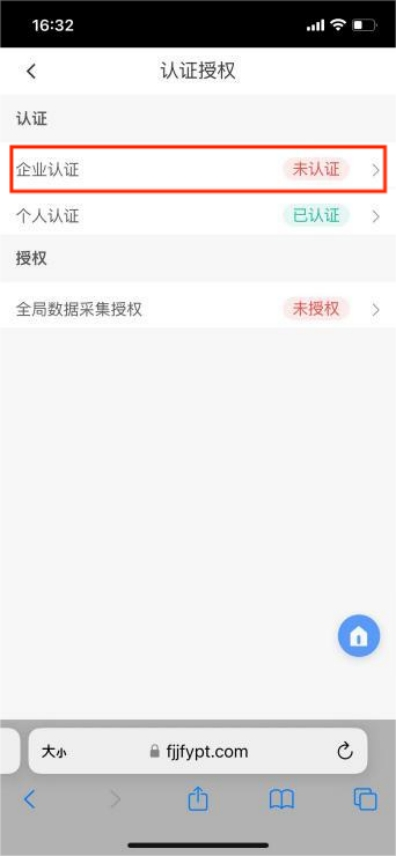 16:32
认证授权
认证
企业认证 未认证
个人认证 已认证
授权
全局数据采集授权 未授权
大小 fjjfypt.com